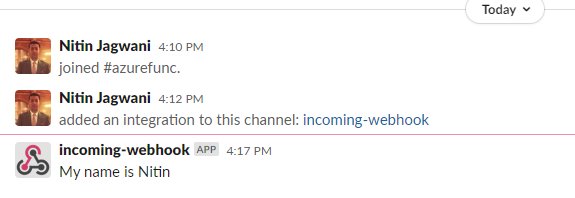 Today
Nitin Jagwani 4:10 PM
joined #azurefunc.
Nitin Jagwani 4:12 PM
added an integration to this channel: incoming-webhook
incoming-webhook APP 4:17 PM
My name is Nitin